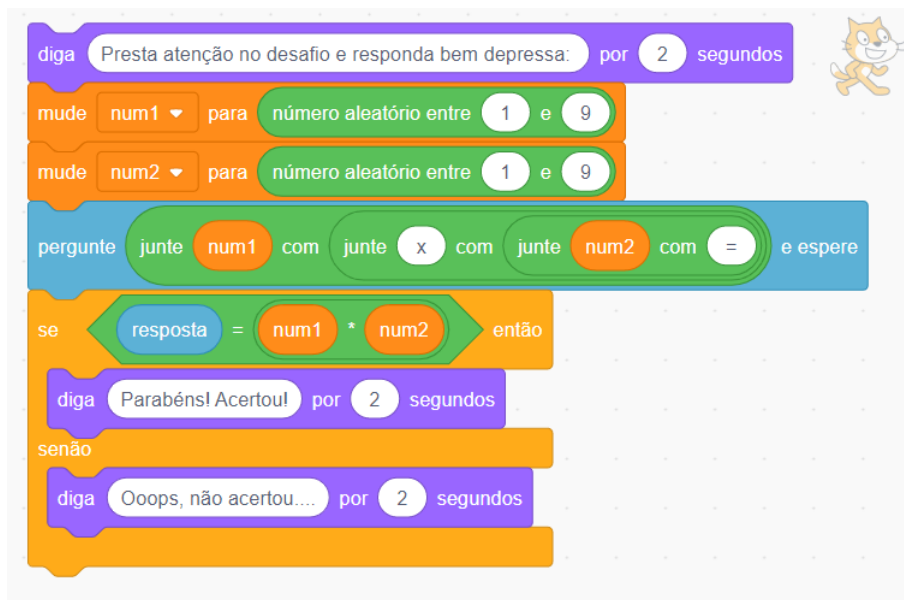 diga Presta atenção no desafio e responda bem depressa: por 2 segundos
mude num1 para número aleatório entre 1 e 9
mude num2 para número aleatório entre 1 e 9
pergunte junte num1 com junte x com junte num2 com = e espere
se resposta = num1 * num2 então
diga Parabéns! Acertou! por 2 segundos
senão
diga Ooops, não acertou.... por 2 segundos